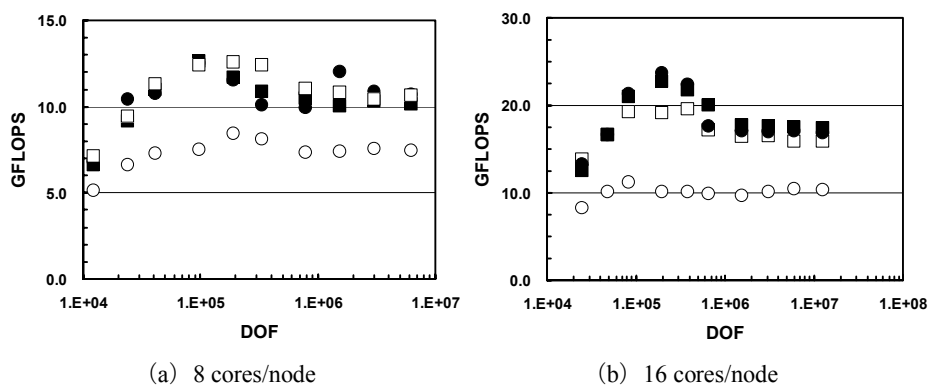 15.0
10.0
5.0
0.0
GFLOPS
1.E+04 1.E+05 1.E+06 1.E+07
DOF
(a) 8 cores/node
30.0
20.0
10.0
0.0
GFLOPS
1.E+04 1.E+05 1.E+06 1.E+07 1.E+08
DOF
(b) 16 cores/node